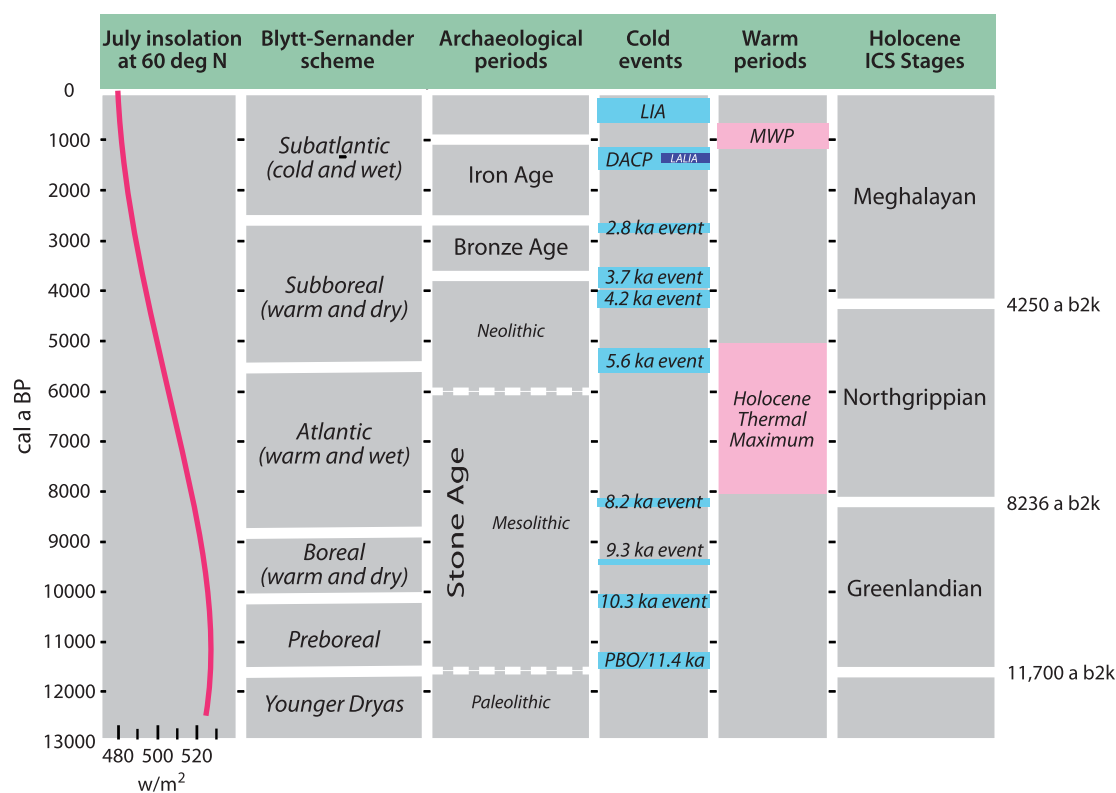 July insolation
at 60 deg N
Blytt-Sernander
scheme
Archaeological
periods
Cold
events
Warm
periods
Holocene
ICS Stages
cal a BP
0
1000
2000
3000
4000
5000
6000
7000
8000
9000
10000
11000
12000
13000
480 500 520
w/m²
Subatlantic
(cold and wet)
Subboreal
(warm and dry)
Atlantic
(warm and wet)
Boreal
(warm and dry)
Preboreal
Younger Dryas
Iron Age
Bronze Age
Neolithic
Stone Age
Mesolithic
Paleolithic
LIA
DACP
LALIA
2.8 ka event
3.7 ka event
4.2 ka event
5.6 ka event
8.2 ka event
9.3 ka event
10.3 ka event
PBO/11.4 ka
MWP
Holocene
Thermal
Maximum
Meghalayan
Northgrippian
Greenlandian
4250 a b2k
8236 a b2k
11,700 a b2k